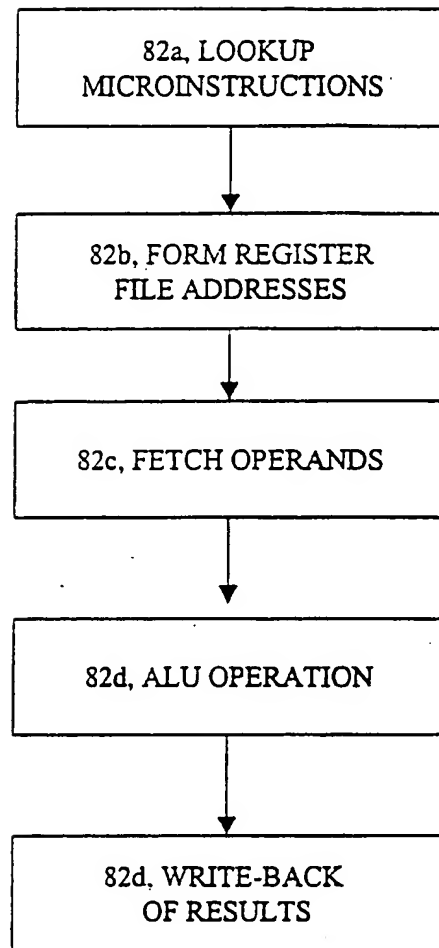 82a, LOOKUP
MICROINSTRUCTIONS
82b, FORM REGISTER
FILE ADDRESSES
82c, FETCH OPERANDS
82d, ALU OPERATION
82d, WRITE-BACK
OF RESULTS